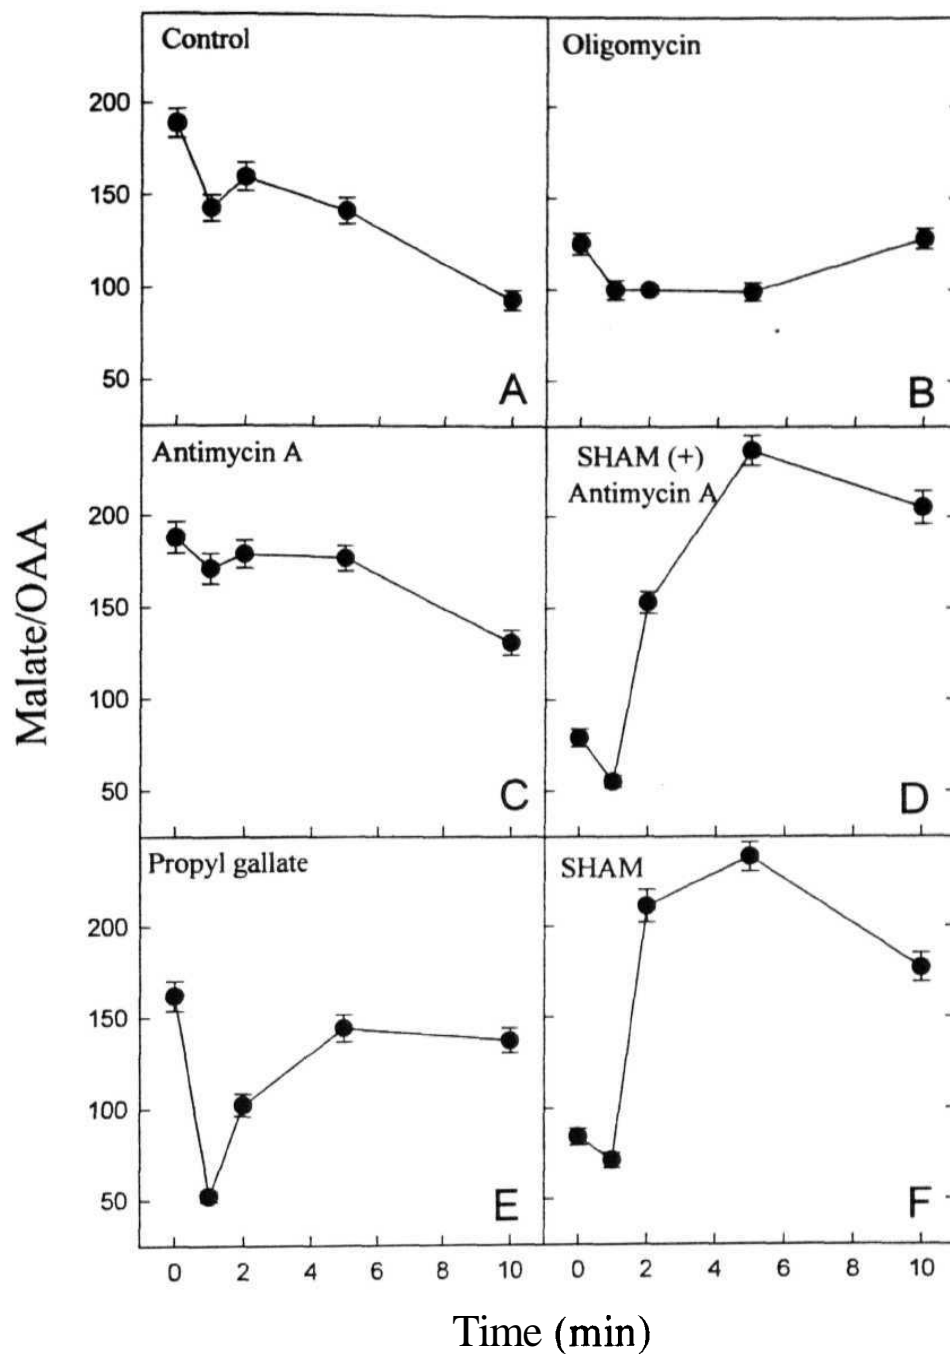 Control
Oligomycin
200
150
100
50
A
B
Antimycin A
SHAM (+)
Antimycin A
200
150
100
50
C
D
Propyl gallate
SHAM
200
150
100
50
E
F
0 2 4 6 8 10
0 2 4 6 8 10
Malate/OAA
Time (min)